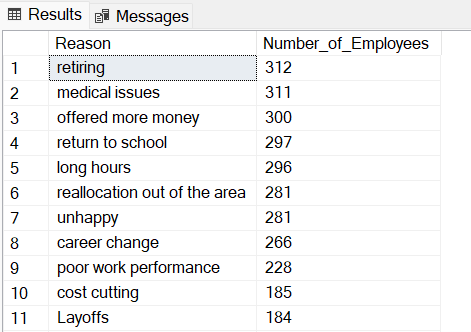 Results Messages
Reason Number_of_Employees
1 retiring 312
2 medical issues 311
3 offered more money 300
4 return to school 297
5 long hours 296
6 reallocation out of the area 281
7 unhappy 281
8 career change 266
9 poor work performance 228
10 cost cutting 185
11 Layoffs 184